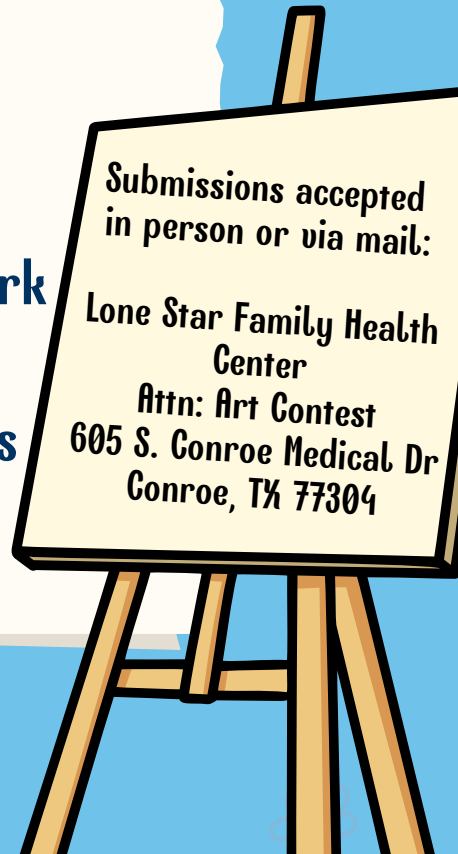 Submissions accepted
in person or via mail:
Lone Star Family Health
Center
Attn: Art Contest
605 S. Conroe Medical Dr
Conroe, TX 77304